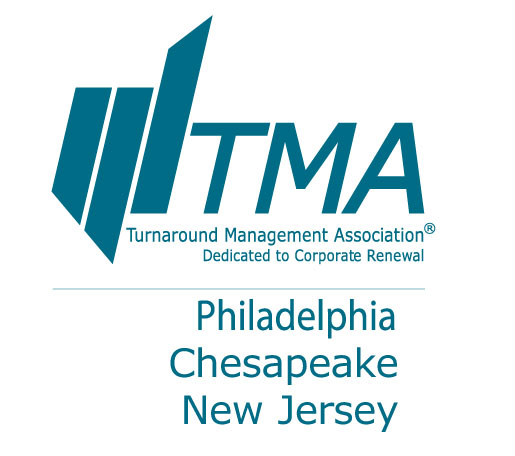 TMA
Turnaround Management Association®
Dedicated to Corporate Renewal
Philadelphia
Chesapeake
New Jersey